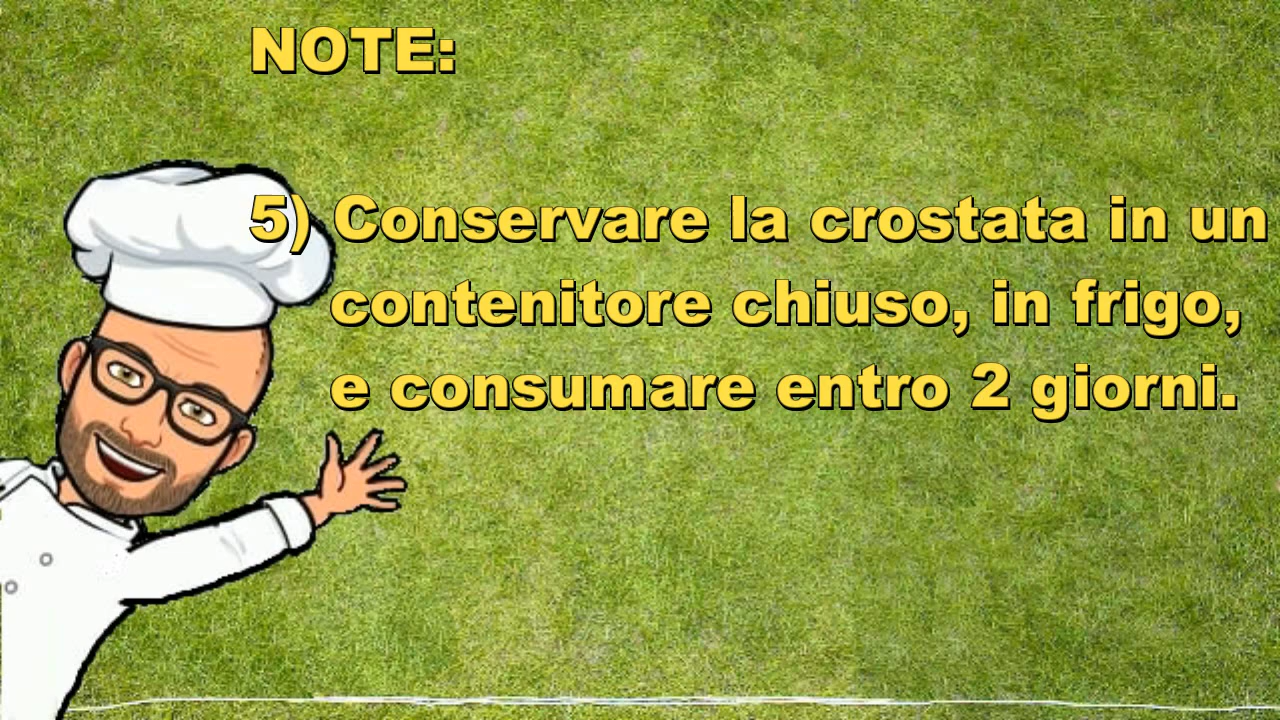 NOTE:
5) Conservare la crostata in un
contenitore chiuso, in frigo,
e consumare entro 2 giorni.